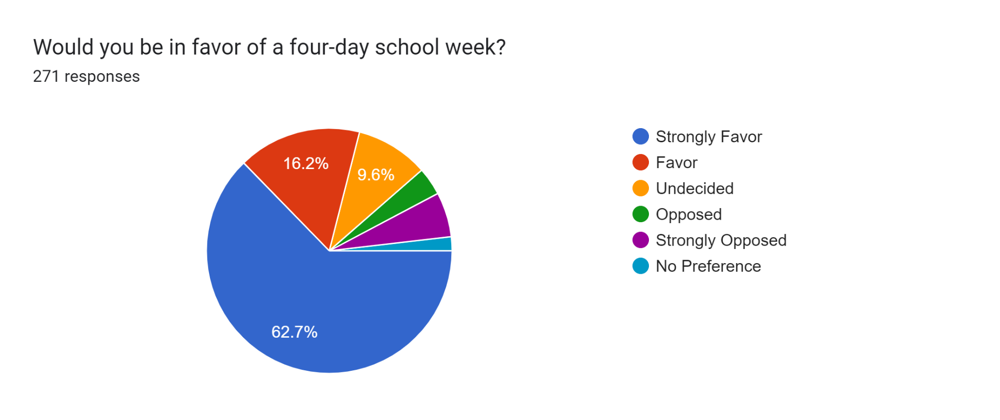 Would you be in favor of a four-day school week?
271 responses
16.2%
9.6%
62.7%
Strongly Favor
Favor
Undecided
Opposed
Strongly Opposed
No Preference